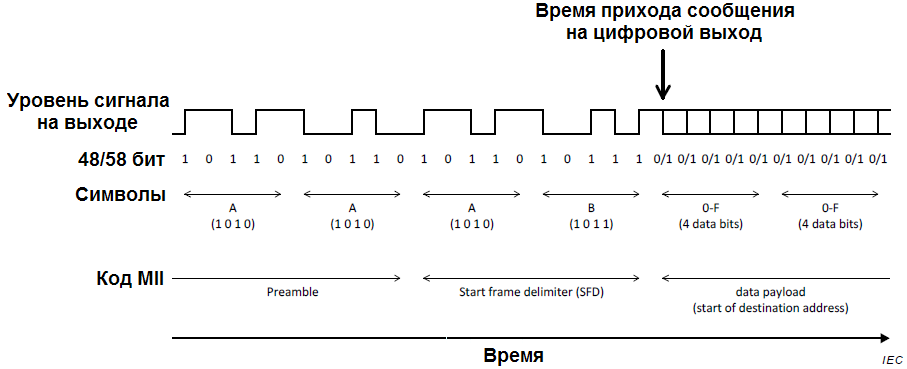 Время прихода сообщения
на цифровой выход
Уровень сигнала
на выходе
48/58 бит 1 0 1 1 0 1 0 1 1 0 1 0 1 1 0 1 0 1 1 1 0/1 0/1 0/1 0/1 0/1 0/1 0/1 0/1 0/1 0/1
Символы
A A A B 0-F 0-F
(1 0 1 0) (1 0 1 0) (1 0 1 0) (1 0 1 1) (4 data bits) (4 data bits)
Код MII
Preamble Start frame delimiter (SFD) data payload
(start of destination address)
Время
IEC